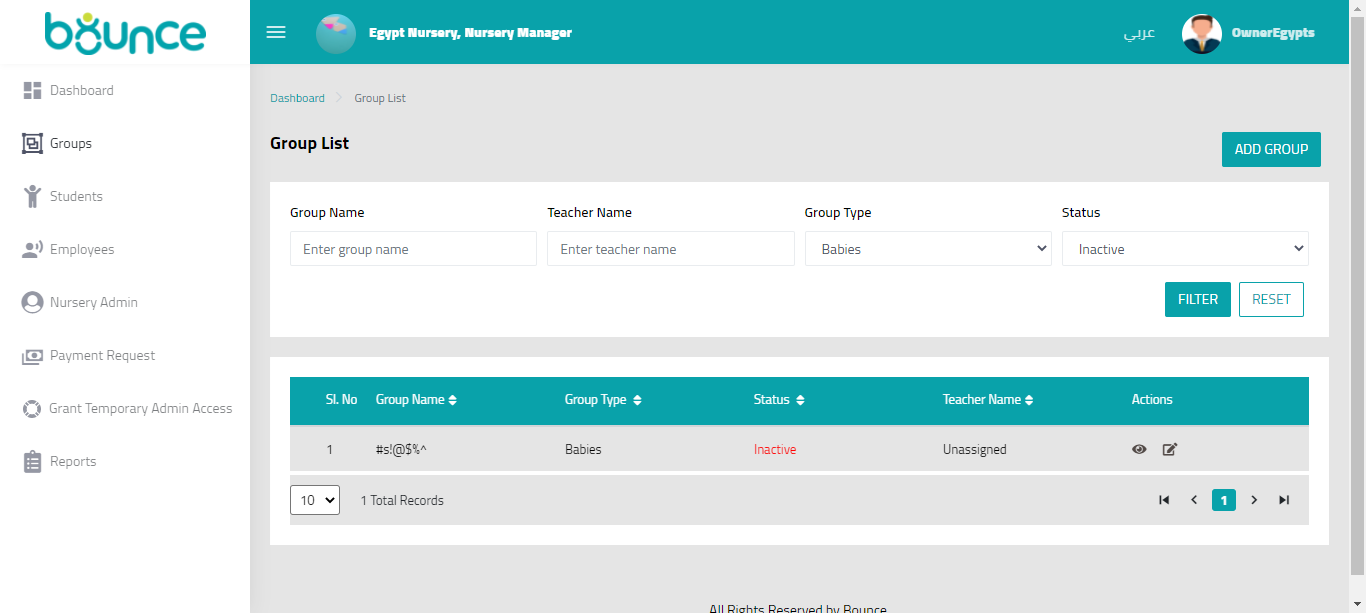 bounce
Egypt Nursery, Nursery Manager
عربي
OwnerEgypts
Dashboard
Groups
Students
Employees
Nursery Admin
Payment Request
Grant Temporary Admin Access
Reports
Dashboard > Group List
Group List
ADD GROUP
Group Name Teacher Name Group Type Status
Enter group name Enter teacher name Babies Inactive
FILTER RESET
Sl. No Group Name Group Type Status Teacher Name Actions
1 #s!@$%^ Babies Inactive Unassigned
10 1 Total Records 1
All Rights Reserved by Bounce